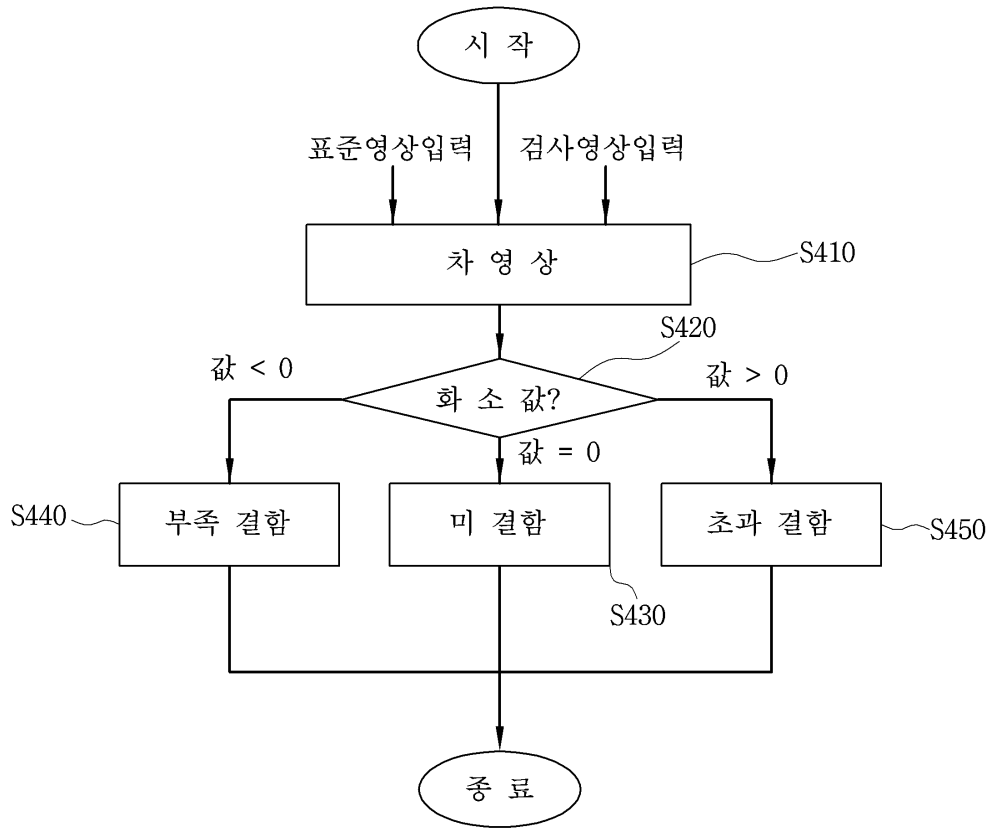 시 작
표준영상입력
검사영상입력
차 영 상
S410
S420
값 < 0
화 소 값?
값 > 0
값 = 0
S440
부족 결함
미 결함
초과 결함
S450
S430
종 료